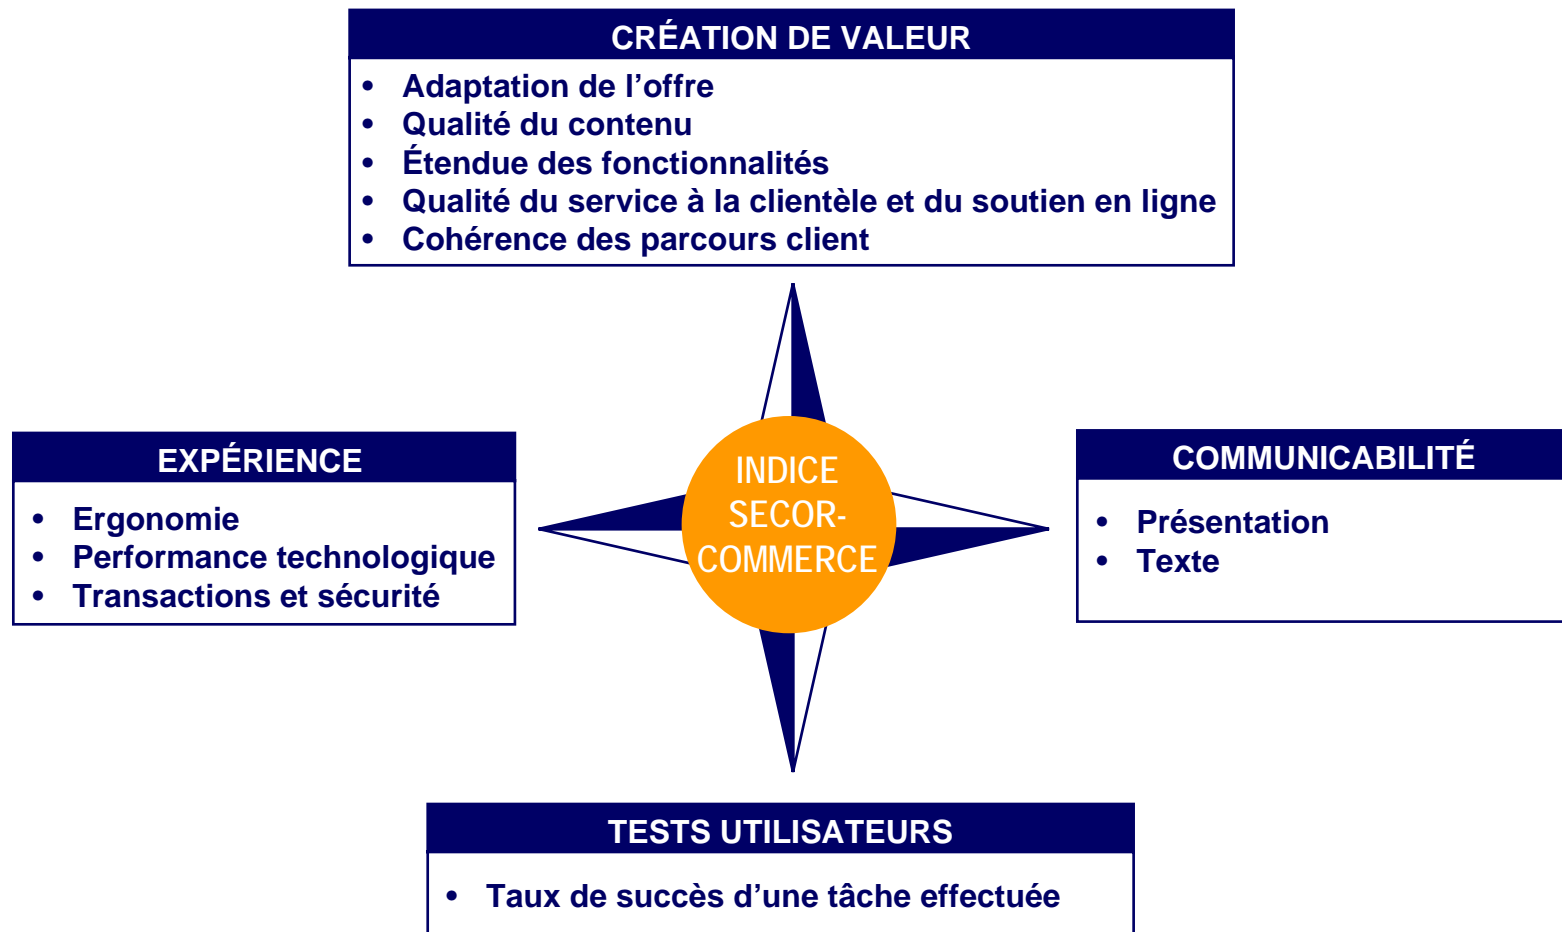 CRÉATION DE VALEUR
• Adaptation de l’offre
• Qualité du contenu
• Étendue des fonctionnalités
• Qualité du service à la clientèle et du soutien en ligne
• Cohérence des parcours client
EXPÉRIENCE
• Ergonomie
• Performance technologique
• Transactions et sécurité
INDICE
SECOR-
COMMERCE
COMMUNICABILITÉ
• Présentation
• Texte
TESTS UTILISATEURS
• Taux de succès d’une tâche effectuée